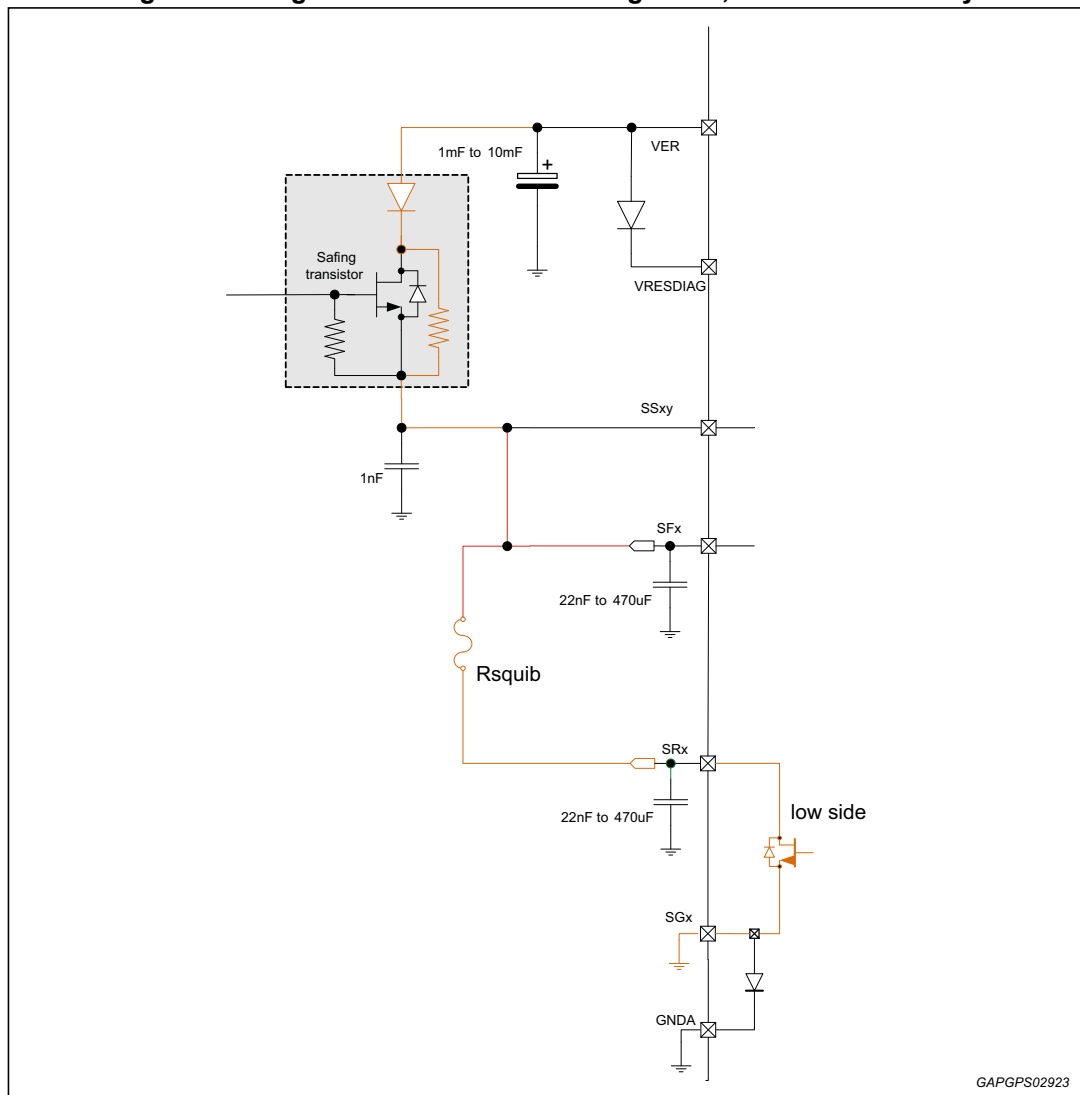 1mF to 10mF
+
VER
Safing
transistor
VRESDIAG
SSxy
1nF
SFx
22nF to 470uF
Rsquib
SRx
22nF to 470uF
low side
SGx
GNDA
GAPGPS02923